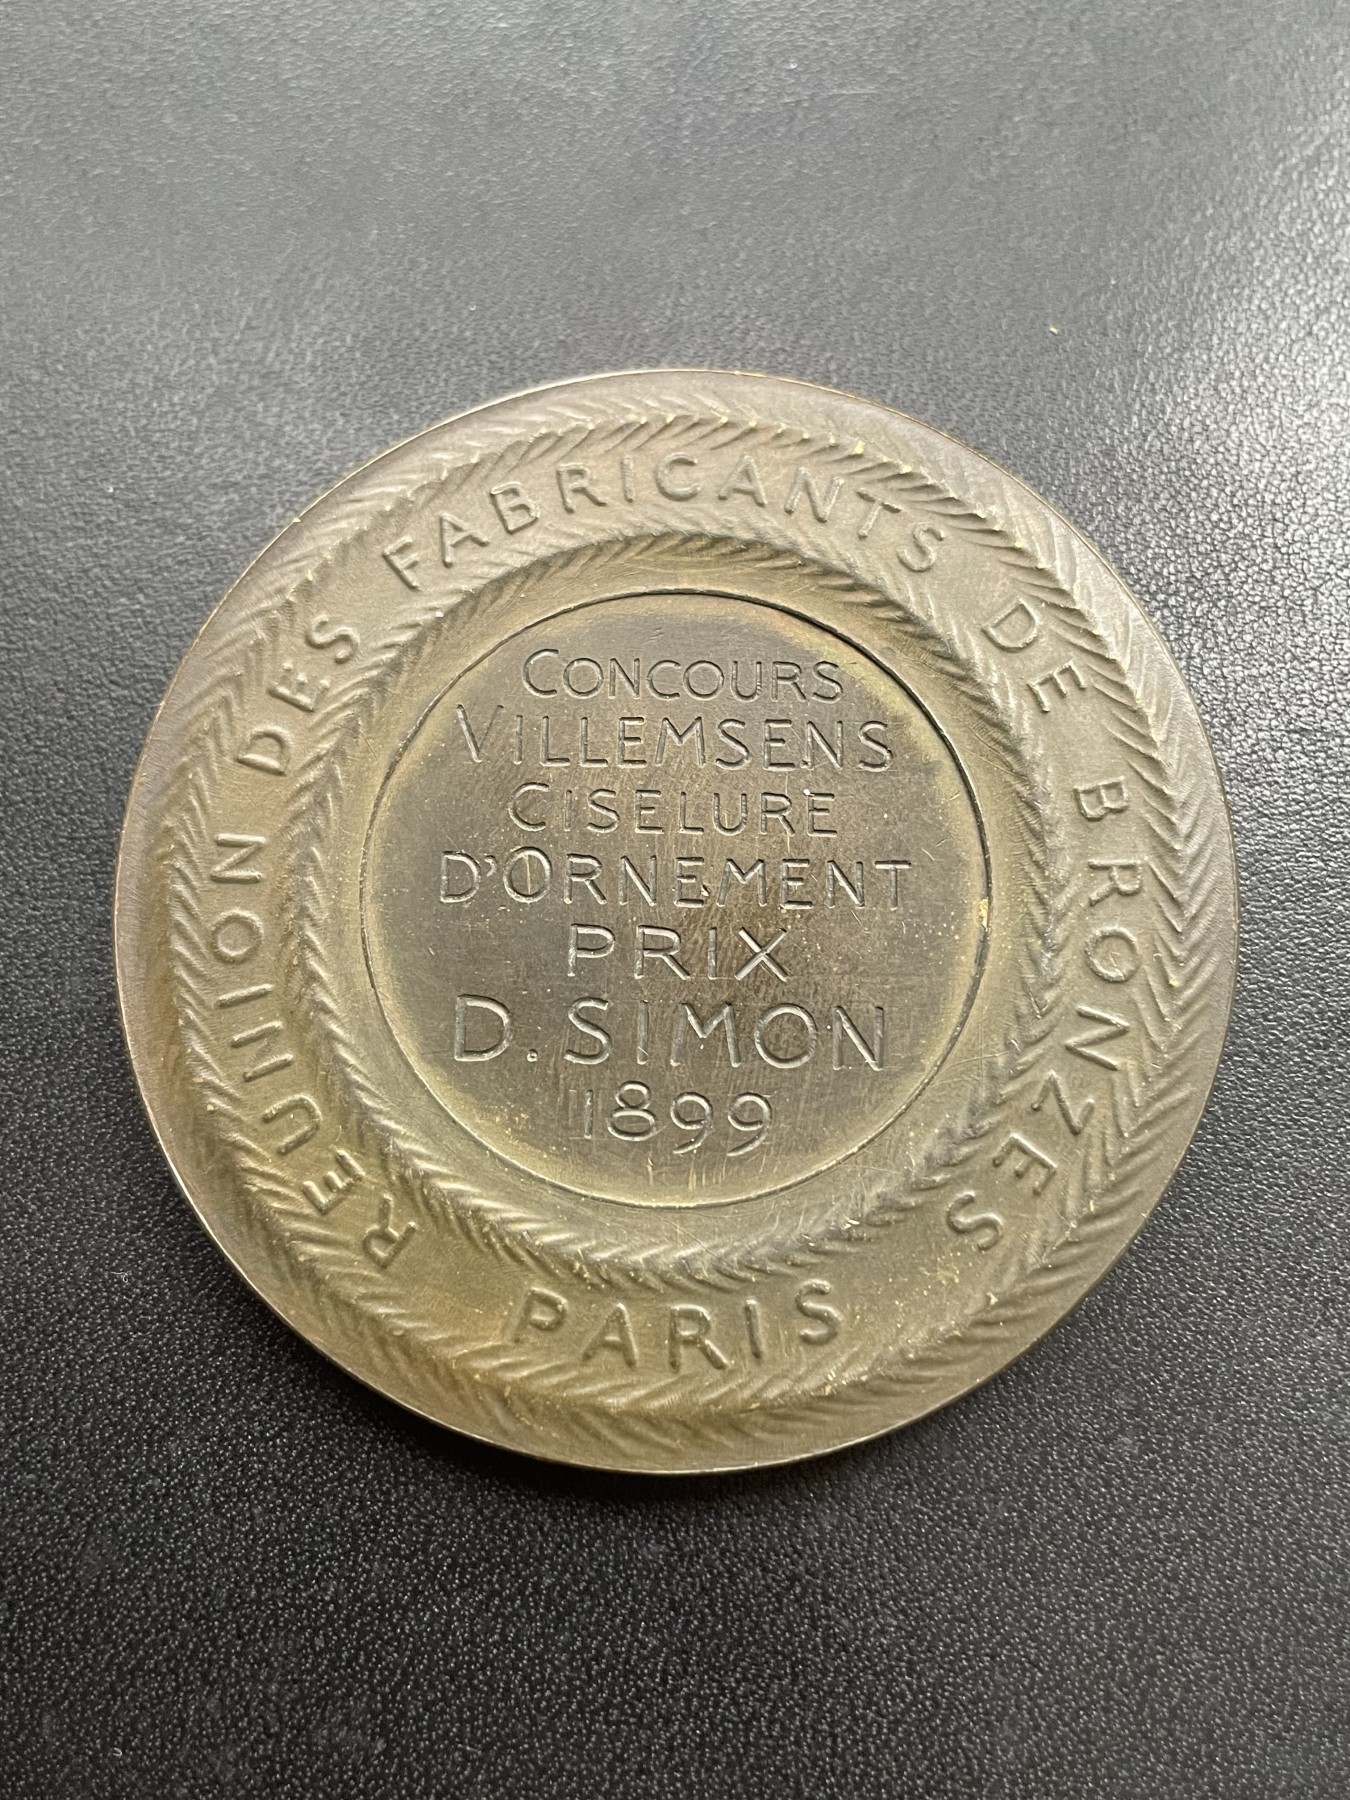 REUNION DES FABRICANTS DE BRONZES
PARIS
CONCOURS
VILLEMSENS
CISELURE
D'ORNEMENT
PRIX
D. SIMON
1899